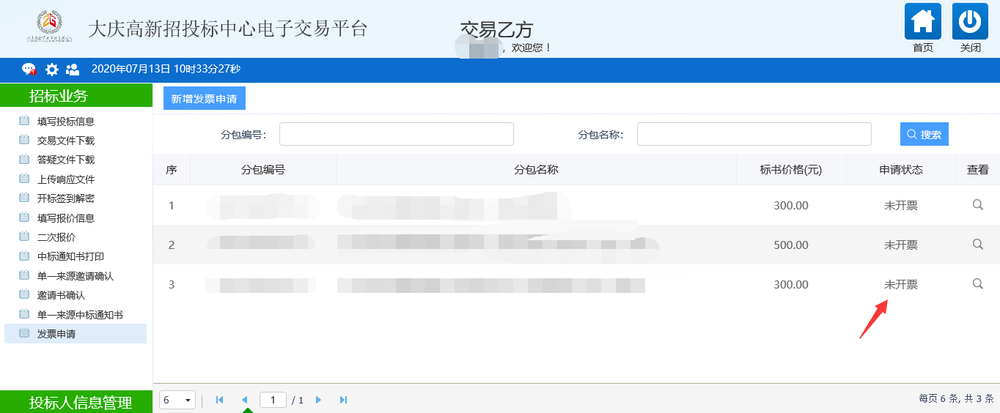 大庆高新招投标中心电子交易平台
交易乙方
，欢迎您！
首页
关闭
2020年07月13日 10时33分27秒
招标业务
填写投标信息
交易文件下载
答疑文件下载
上传响应文件
开标签到解密
填写报价信息
二次报价
中标通知书打印
单一来源邀请确认
邀请书确认
单一来源中标通知书
发票申请
投标人信息管理
新增发票申请
分包编号：
分包名称：
搜索
序 分包编号 分包名称 标书价格(元) 申请状态 查看
1 300.00 未开票
2 500.00 未开票
3 300.00 未开票
6 1 / 1 每页 6 条, 共 3 条